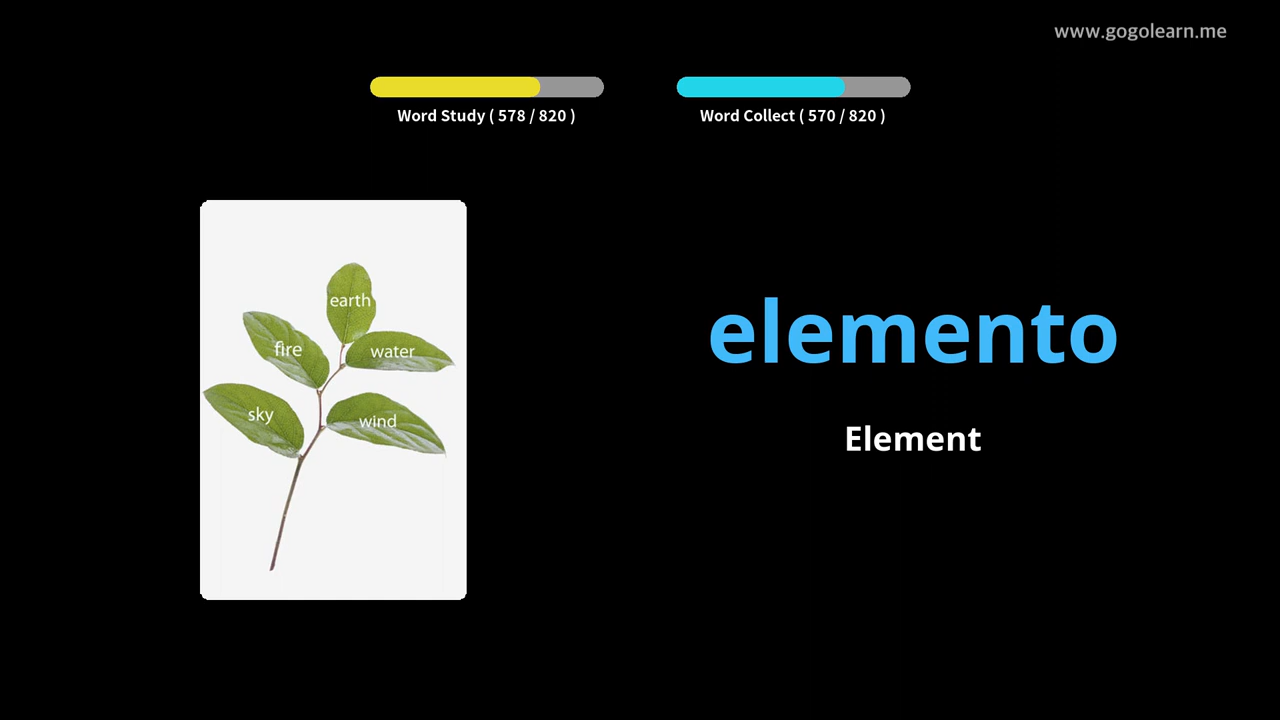 www.gogolearn.me
Word Study ( 578 / 820 )
Word Collect ( 570 / 820 )
earth
fire
water
sky
wind
elemento
Element